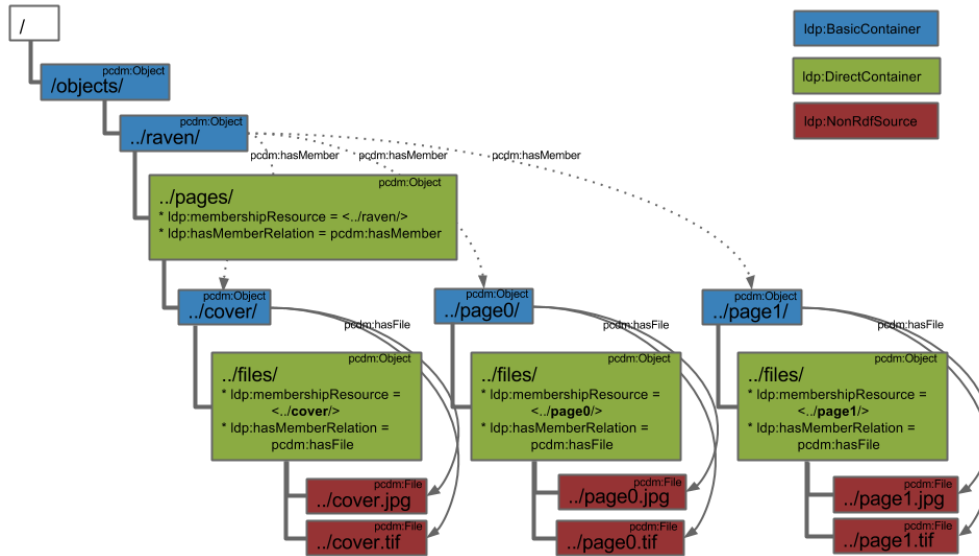 /
ldp:BasicContainer
pcdm:Object
/objects/
ldp:DirectContainer
pcdm:Object
../raven/
ldp:NonRdfSource
pcdm:hasMember
pcdm:hasMember
pcdm:hasMember
pcdm:Object
../pages/
* ldp:membershipResource = <../raven/>
* ldp:hasMemberRelation = pcdm:hasMember
pcdm:Object
../cover/
pcdm:Object
../page0/
pcdm:Object
../page1/
pcdm:hasFile
pcdm:hasFile
pcdm:hasFile
pcdm:Object
../files/
* ldp:membershipResource =
<../cover/>
* ldp:hasMemberRelation =
pcdm:hasFile
pcdm:Object
../files/
* ldp:membershipResource =
<../page0/>
* ldp:hasMemberRelation =
pcdm:hasFile
pcdm:Object
../files/
* ldp:membershipResource =
<../page1/>
* ldp:hasMemberRelation =
pcdm:hasFile
pcdm:File
../cover.jpg
pcdm:File
../cover.tif
pcdm:File
../page0.jpg
pcdm:File
../page0.tif
pcdm:File
../page1.jpg
pcdm:File
../page1.tif